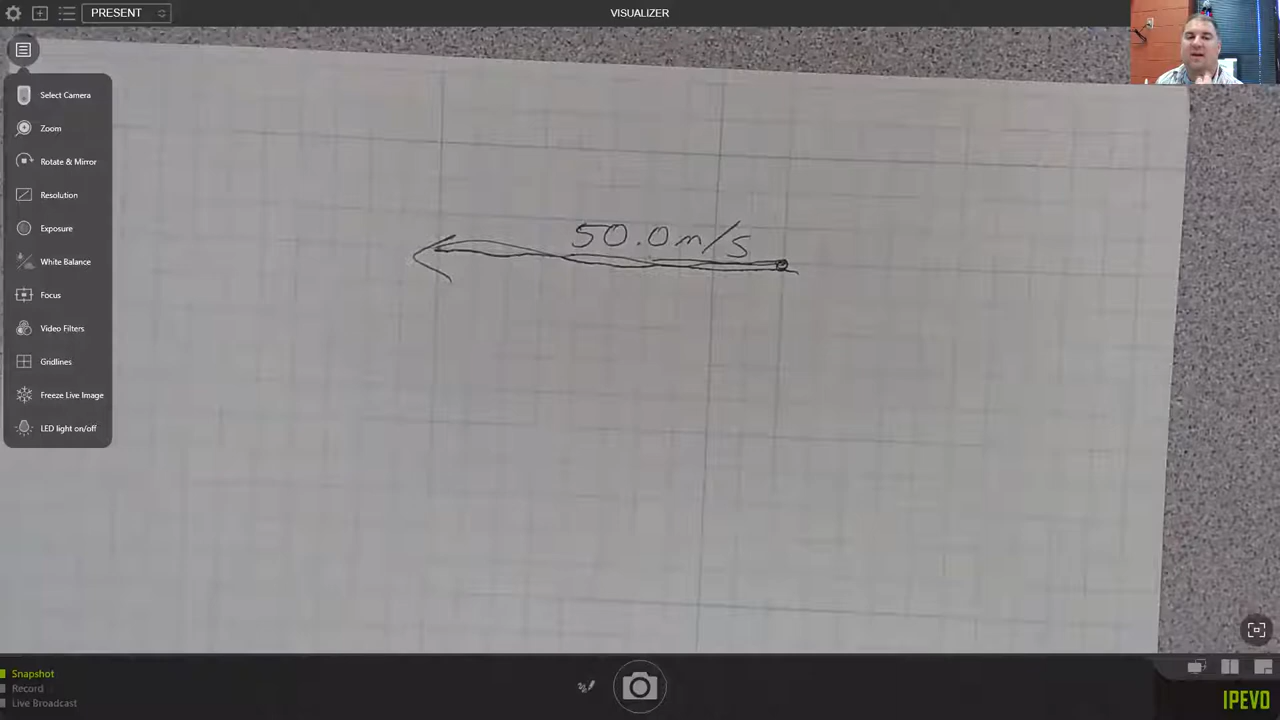 PRESENT
VISUALIZER
Select Camera
Zoom
Rotate & Mirror
Resolution
Exposure
White Balance
Focus
Video Filters
Gridlines
Freeze Live Image
LED light on/off
50.0m/s
Snapshot
Record
Live Broadcast
IPEVO